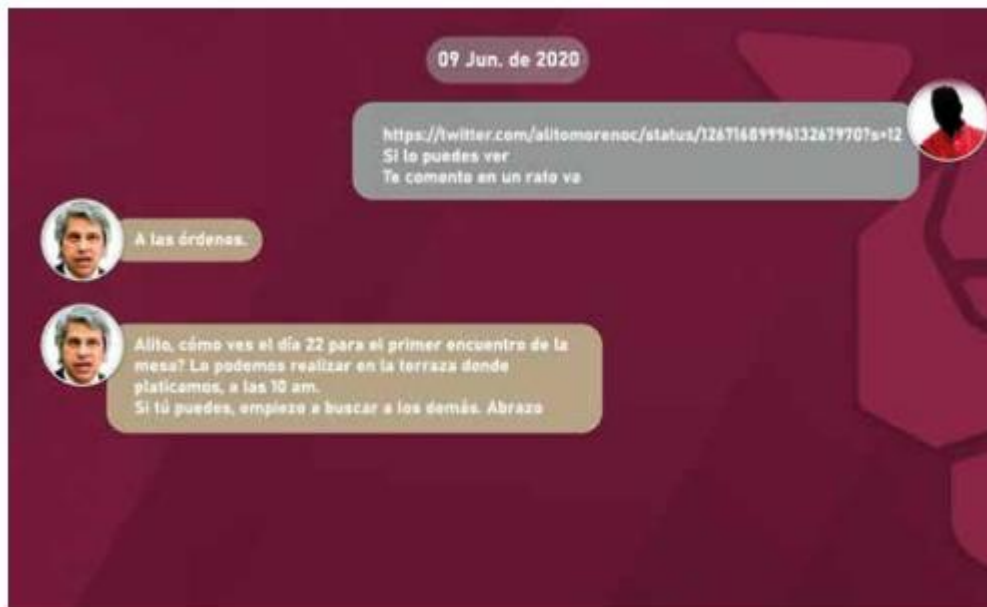 09 Jun. de 2020
https://twitter.com/alitomorenoc/status/1267168999613267970?s=12
Si lo puedes ver
Te comento en un rato va
A las órdenes.
Alito, cómo ves el día 22 para el primer encuentro de la
mesa? Lo podemos realizar en la terraza donde
platicamos, a las 10 am.
Si tú puedes, empiezo a buscar a los demás. Abrazo